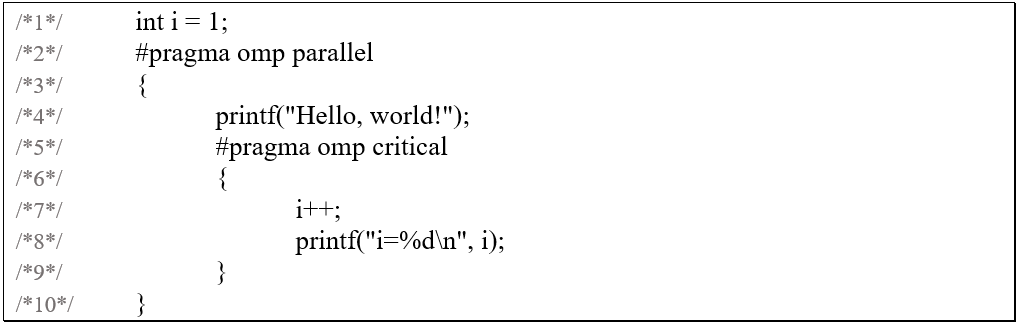 /*1*/ int i = 1;
/*2*/ #pragma omp parallel
/*3*/ {
/*4*/ printf("Hello, world!");
/*5*/ #pragma omp critical
/*6*/ {
/*7*/ i++;
/*8*/ printf("i=%d\n", i);
/*9*/ }
/*10*/ }